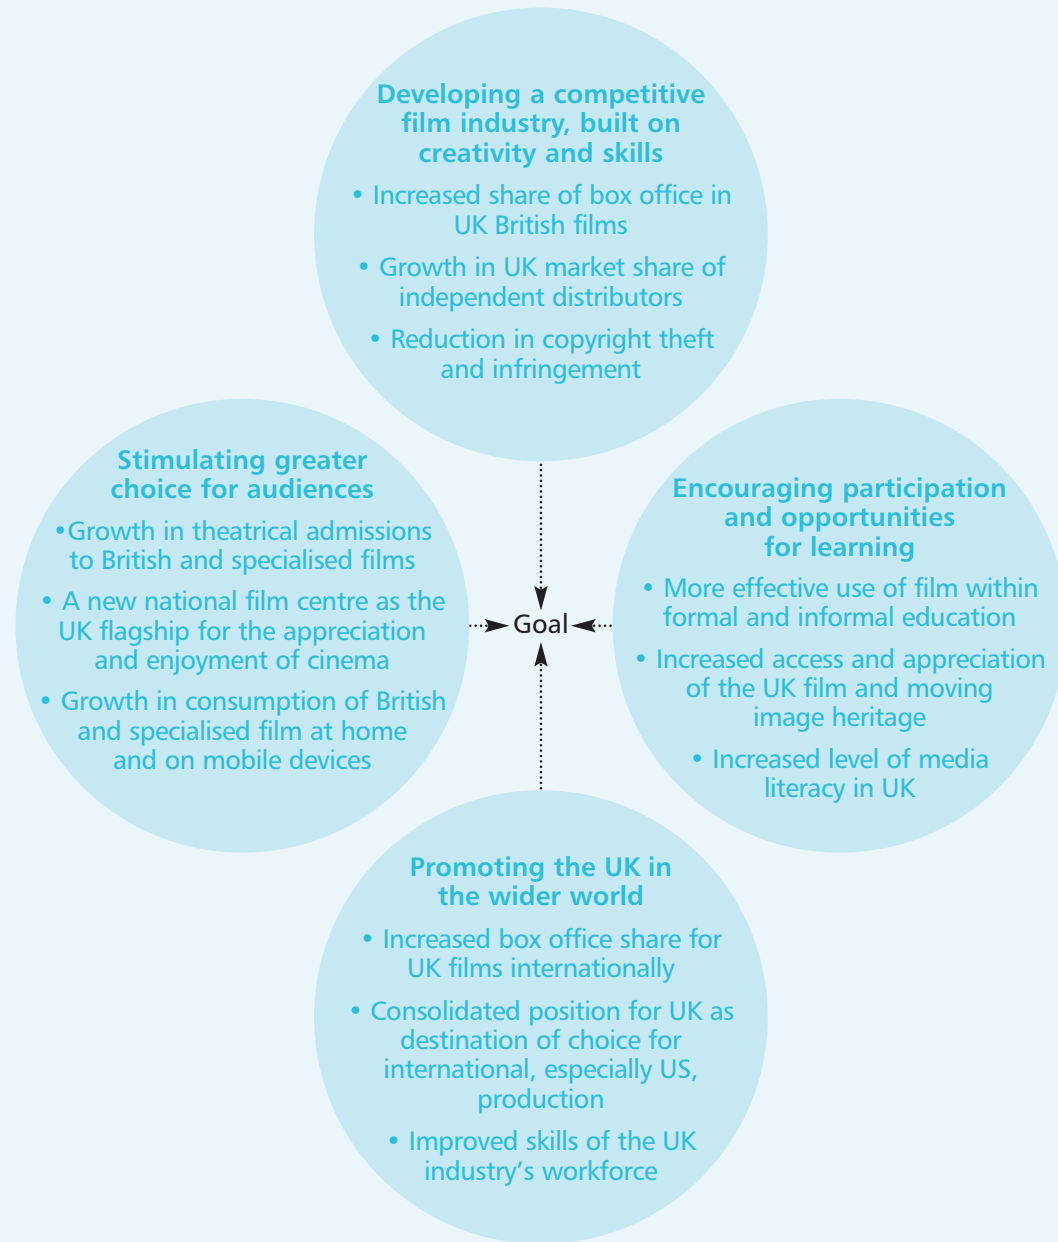 Developing a competitive
film industry, built on
creativity and skills
• Increased share of box office in
UK British films
• Growth in UK market share of
independent distributors
• Reduction in copyright theft
and infringement
Stimulating greater
choice for audiences
•Growth in theatrical admissions
to British and specialised films
• A new national film centre as the
UK flagship for the appreciation
and enjoyment of cinema
• Growth in consumption of British
and specialised film at home
and on mobile devices
Goal
Encouraging participation
and opportunities
for learning
• More effective use of film within
formal and informal education
• Increased access and appreciation
of the UK film and moving
image heritage
• Increased level of media
literacy in UK
Promoting the UK in
the wider world
• Increased box office share for
UK films internationally
• Consolidated position for UK as
destination of choice for
international, especially US,
production
• Improved skills of the UK
industry's workforce